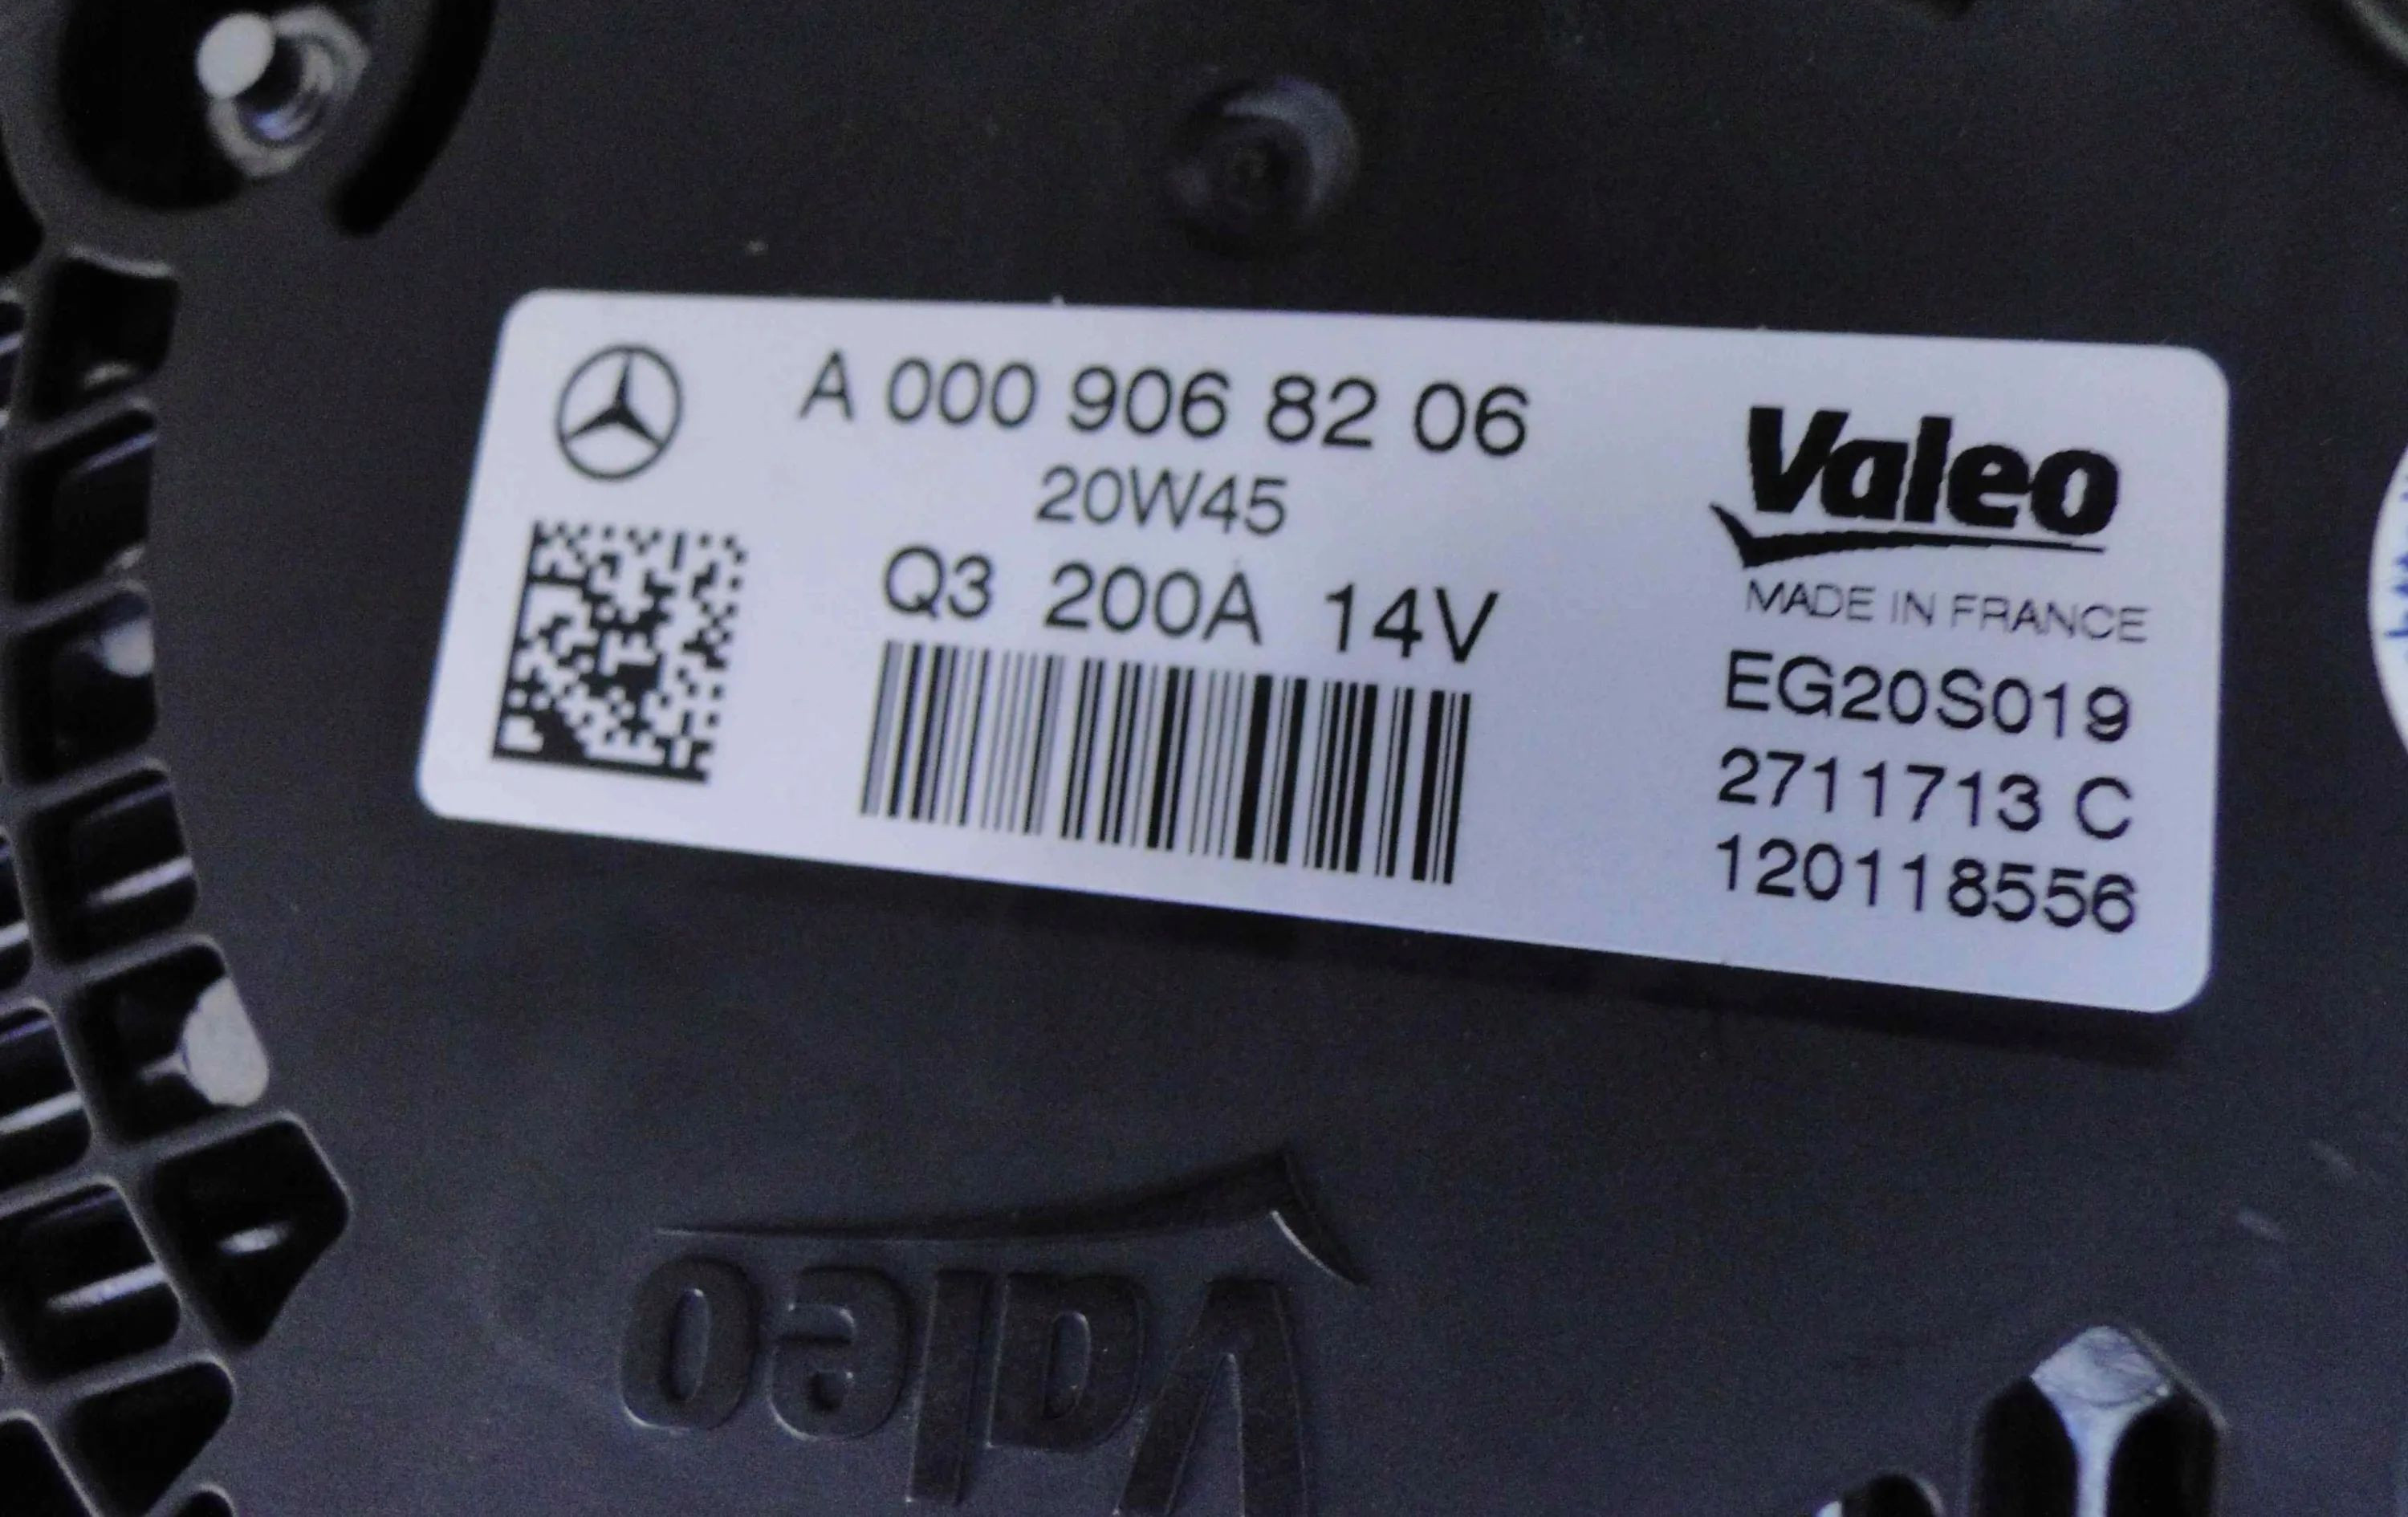 A 000 906 82 06
20W45
Q3 200A 14V
Valeo
MADE IN FRANCE
EG20S019
2711713 C
120118556
Valeo